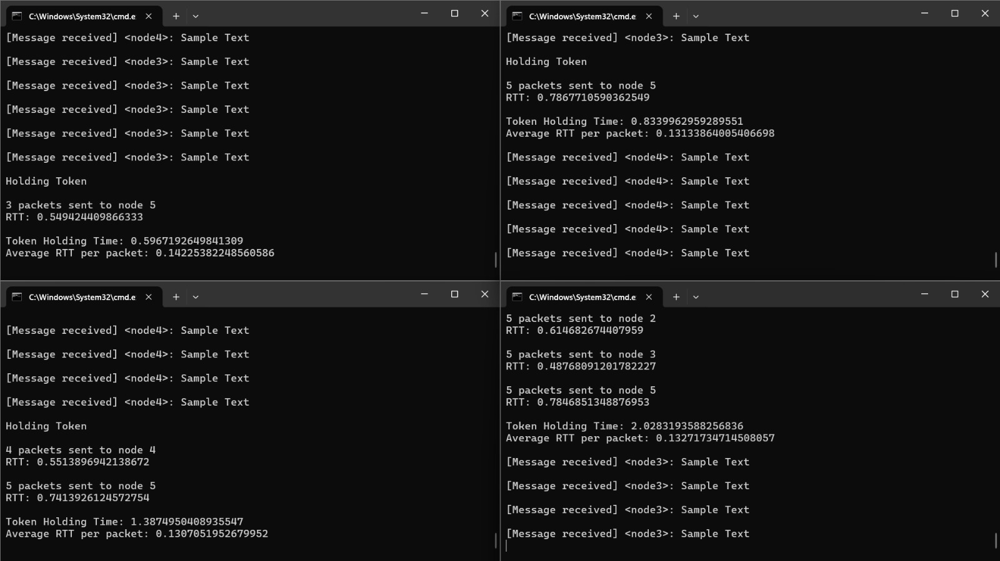 C:\Windows\System32\cmd.e
[Message received] <node4>: Sample Text
[Message received] <node3>: Sample Text
[Message received] <node3>: Sample Text
[Message received] <node3>: Sample Text
[Message received] <node3>: Sample Text
[Message received] <node3>: Sample Text
Holding Token
3 packets sent to node 5
RTT: 0.549424409866333
Token Holding Time: 0.5967192649841309
Average RTT per packet: 0.14225382248560586
C:\Windows\System32\cmd.e
[Message received] <node3>: Sample Text
Holding Token
5 packets sent to node 5
RTT: 0.7867710590362549
Token Holding Time: 0.8339962959289551
Average RTT per packet: 0.13133864005406698
[Message received] <node4>: Sample Text
[Message received] <node4>: Sample Text
[Message received] <node4>: Sample Text
[Message received] <node4>: Sample Text
[Message received] <node4>: Sample Text
C:\Windows\System32\cmd.e
[Message received] <node4>: Sample Text
[Message received] <node4>: Sample Text
[Message received] <node4>: Sample Text
[Message received] <node4>: Sample Text
Holding Token
4 packets sent to node 4
RTT: 0.5513896942138672
5 packets sent to node 5
RTT: 0.7413926124572754
Token Holding Time: 1.3874950408935547
Average RTT per packet: 0.1307051952679952
C:\Windows\System32\cmd.e
5 packets sent to node 2
RTT: 0.614682674407959
5 packets sent to node 3
RTT: 0.48768091201782227
5 packets sent to node 5
RTT: 0.7846851348876953
Token Holding Time: 2.0283193588256836
Average RTT per packet: 0.13271734714508057
[Message received] <node3>: Sample Text
[Message received] <node3>: Sample Text
[Message received] <node3>: Sample Text
[Message received] <node3>: Sample Text